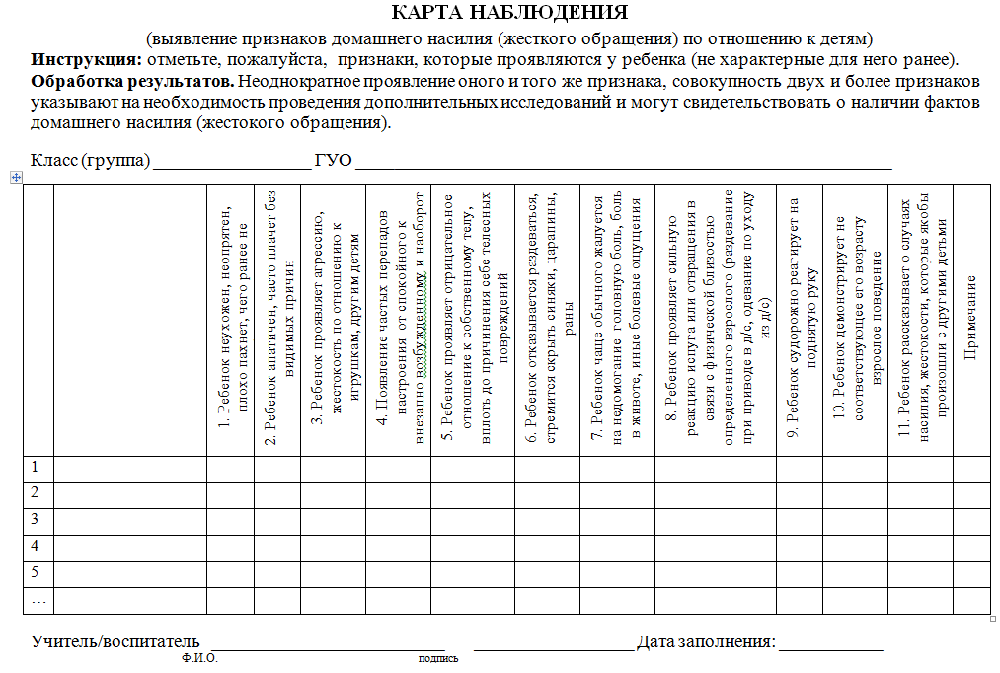 КАРТА НАБЛЮДЕНИЯ
(выявление признаков домашнего насилия (жесткого обращения) по отношению к детям)
Инструкция: отметьте, пожалуйста, признаки, которые проявляются у ребенка (не характерные для него ранее).
Обработка результатов. Неоднократное проявление оного и того же признака, совокупность двух и более признаков
указывают на необходимость проведения дополнительных исследований и могут свидетельствовать о наличии фактов
домашнего насилия (жестокого обращения).
Класс (группа) __________________ ГУО ______________________________
1. Ребенок неухожен, неопрятен,
плохо пахнет, чего ранее не
2. Ребенок апатичен, часто плачет без
видимых причин
3. Ребенок проявляет агрессию,
жестокость по отношению к
игрушкам, другим детям
4. Появление частых перепадов
настроения: от спокойного к
внезапно возбужденному и наоборот
5. Ребенок проявляет отрицательное
отношение к собственному телу,
вплоть до причинения себе телесных
повреждений
6. Ребенок отказывается раздеваться,
стремится скрыть синяки, царапины,
раны
7. Ребенок чаще обычного жалуется
на недомогание: головную боль, боль
в животе, иные болевые ощущения
8. Ребенок проявляет сильную
реакцию испуга или отвращения в
связи с физической близостью
определенного взрослого (раздевание
при приводе в д/с, одевание по уходу
из д/с)
9. Ребенок судорожно реагирует на
поднятую руку
10. Ребенок демонстрирует не
соответствующее его возрасту
взрослое поведение
11. Ребенок рассказывает о случаях
насилия, жестокости, которые якобы
произошли с другими детьми
Примечание
1
2
3
4
5
…
Учитель/воспитатель __________________ __________________ Дата заполнения: ____________
Ф.И.О. подпись